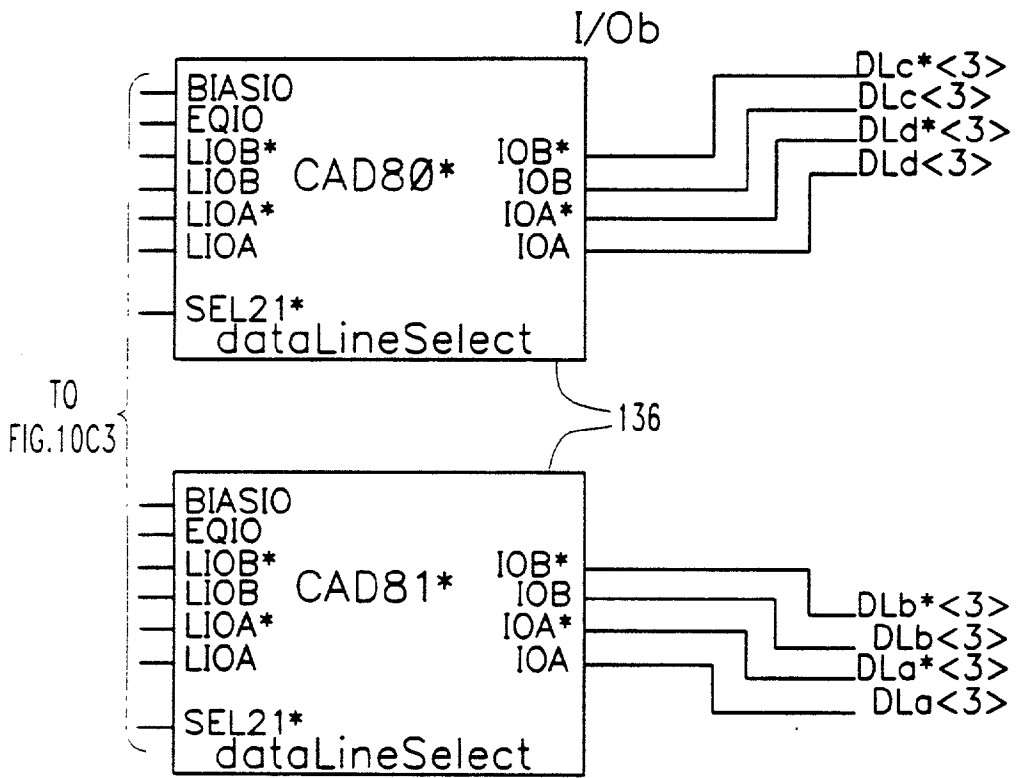 I/Ob
BIASIO
EQIO
LIOB*
LIOB
LIOA*
LIOA
SEL21*
CAD80*
IOB*
IOB
IOA*
IOA
dataLineSelect
DLc*<3>
DLc<3>
DLd*<3>
DLd<3>
TO
FIG.10C3
136
BIASIO
EQIO
LIOB*
LIOB
LIOA*
LIOA
SEL21*
CAD81*
IOB*
IOB
IOA*
IOA
dataLineSelect
DLb*<3>
DLb<3>
DLa*<3>
DLa<3>